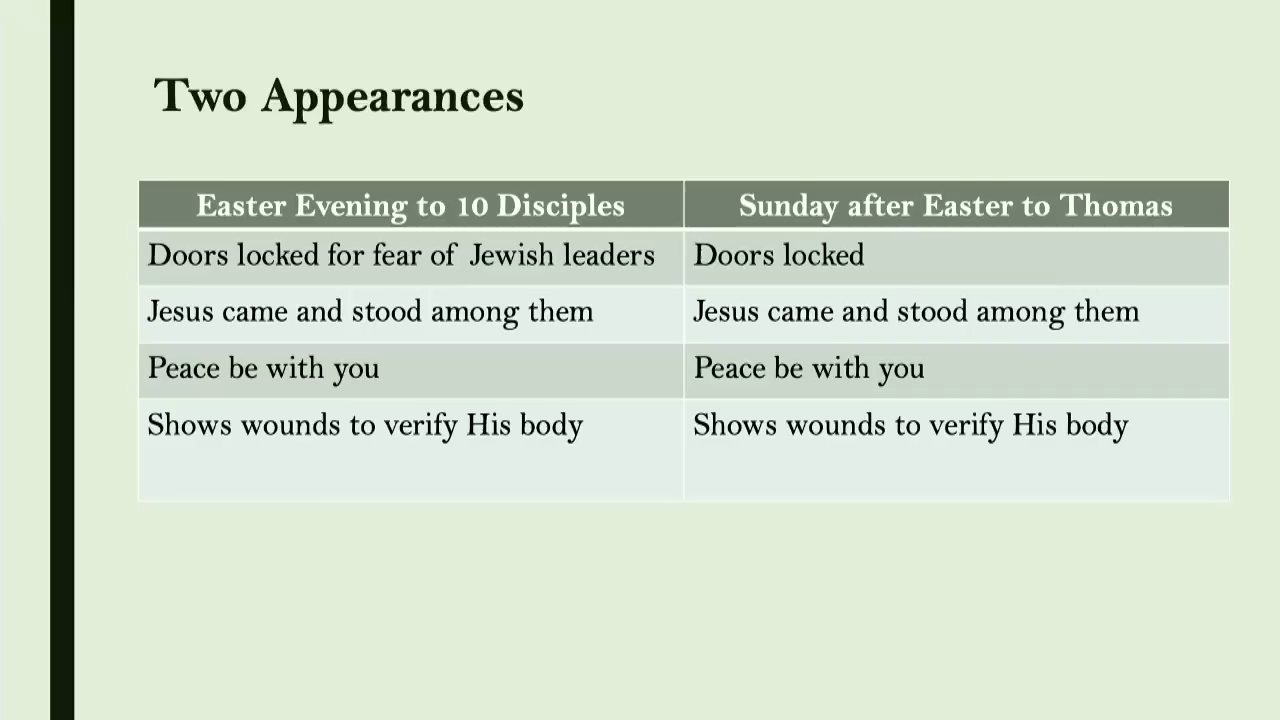 Two Appearances
Easter Evening to 10 Disciples
Sunday after Easter to Thomas
Doors locked for fear of Jewish leaders
Doors locked
Jesus came and stood among them
Jesus came and stood among them
Peace be with you
Peace be with you
Shows wounds to verify His body
Shows wounds to verify His body